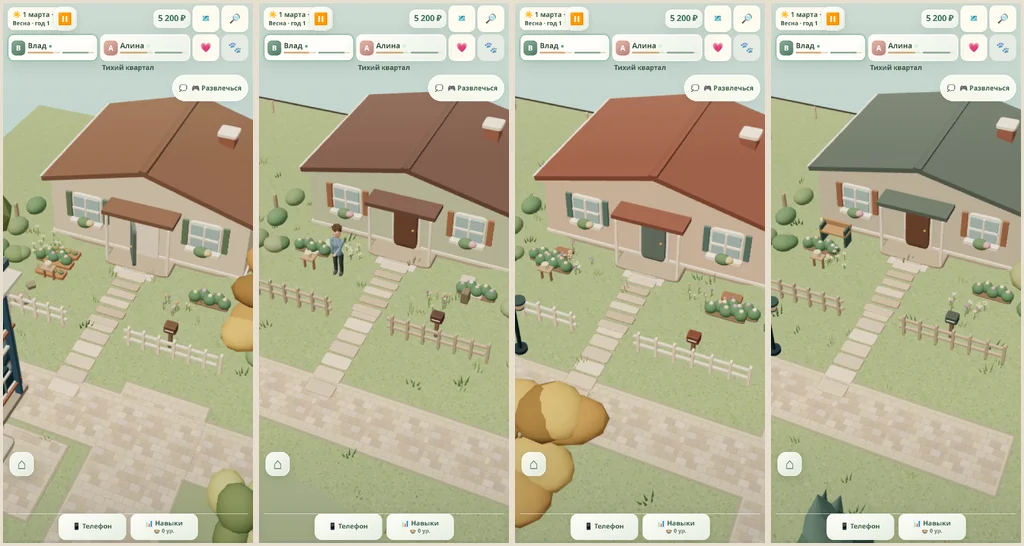 1 марта ·
Весна · год 1
5 200 ₽
В Влад
А Алина
Тихий квартал
Развлечься
Телефон
Навыки
0 ур.
1 марта ·
Весна · год 1
5 200 ₽
В Влад
А Алина
Тихий квартал
Развлечься
Телефон
Навыки
0 ур.
1 марта ·
Весна · год 1
5 200 ₽
В Влад
А Алина
Тихий квартал
Развлечься
Телефон
Навыки
0 ур.
1 марта ·
Весна · год 1
5 200 ₽
В Влад
А Алина
Тихий квартал
Развлечься
Телефон
Навыки
0 ур.